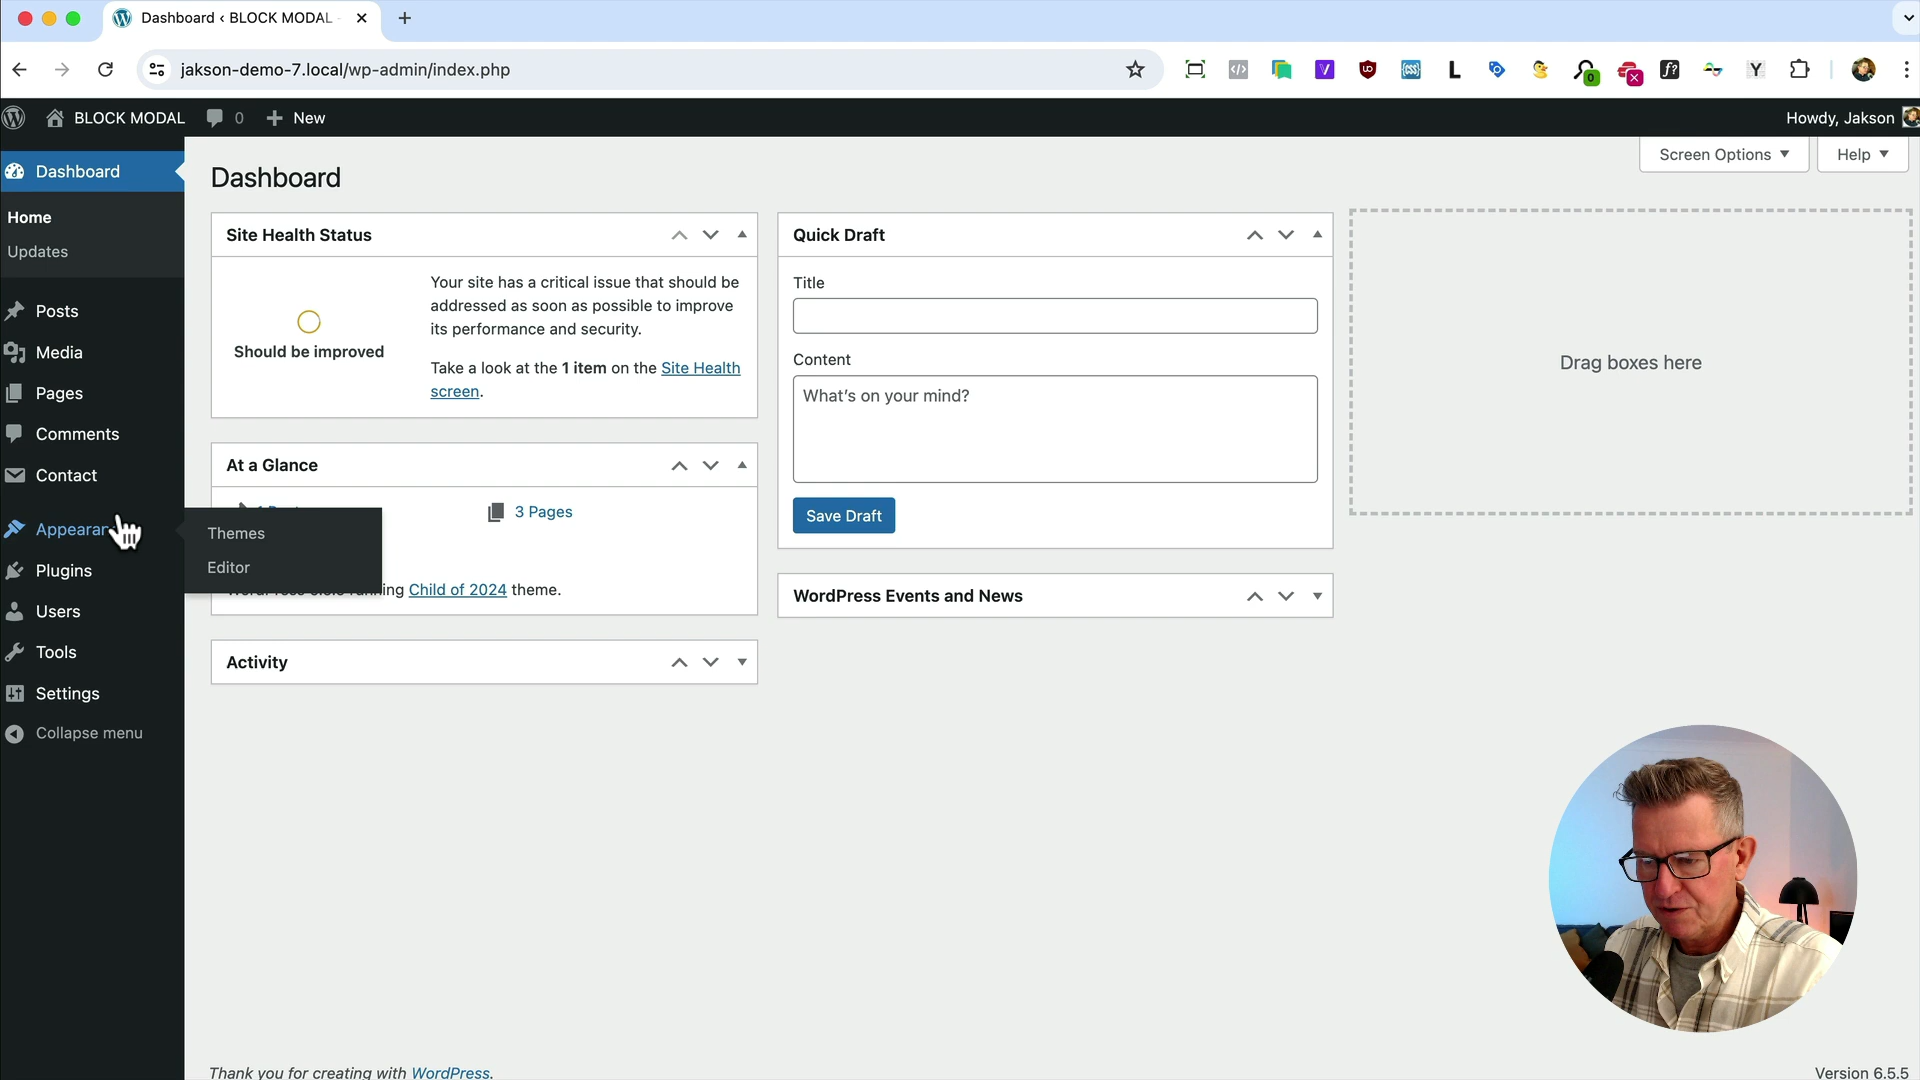 Dashboard ‹ BLOCK MODAL
jakson-demo-7.local/wp-admin/index.php
BLOCK MODAL
0
New
Howdy, Jakson
Screen Options
Help
Dashboard
Home
Updates
Posts
Media
Pages
Comments
Contact
Appearan
Plugins
Users
Tools
Settings
Collapse menu
Themes
Editor
Dashboard
Site Health Status
Should be improved
Your site has a critical issue that should be
addressed as soon as possible to improve
its performance and security.
Take a look at the 1 item on the Site Health
screen.
At a Glance
3 Pages
ing Child of 2024 theme.
Activity
Quick Draft
Title
Content
What's on your mind?
Save Draft
WordPress Events and News
Drag boxes here
Thank you for creating with WordPress.
Version 6.5.5